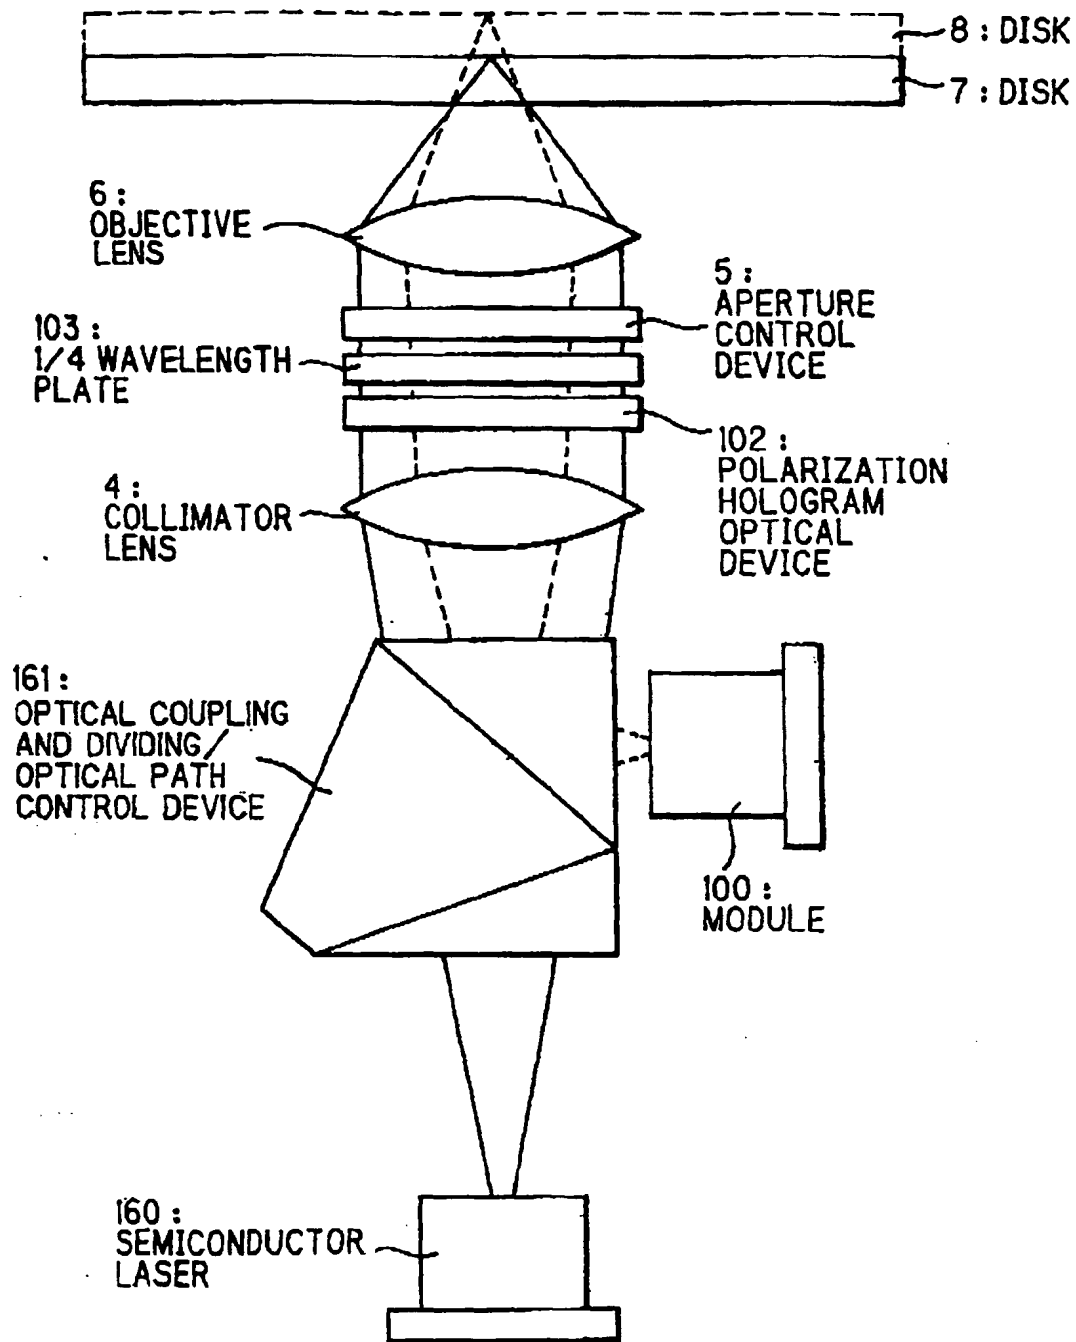 8 : DISK
7 : DISK
6 :
OBJECTIVE
LENS
5 :
APERTURE
CONTROL
DEVICE
103 :
1/4 WAVELENGTH
PLATE
102 :
POLARIZATION
HOLOGRAM
OPTICAL
DEVICE
4 :
COLLIMATOR
LENS
161 :
OPTICAL COUPLING
AND DIVIDING/
OPTICAL PATH
CONTROL DEVICE
100 :
MODULE
160 :
SEMICONDUCTOR
LASER